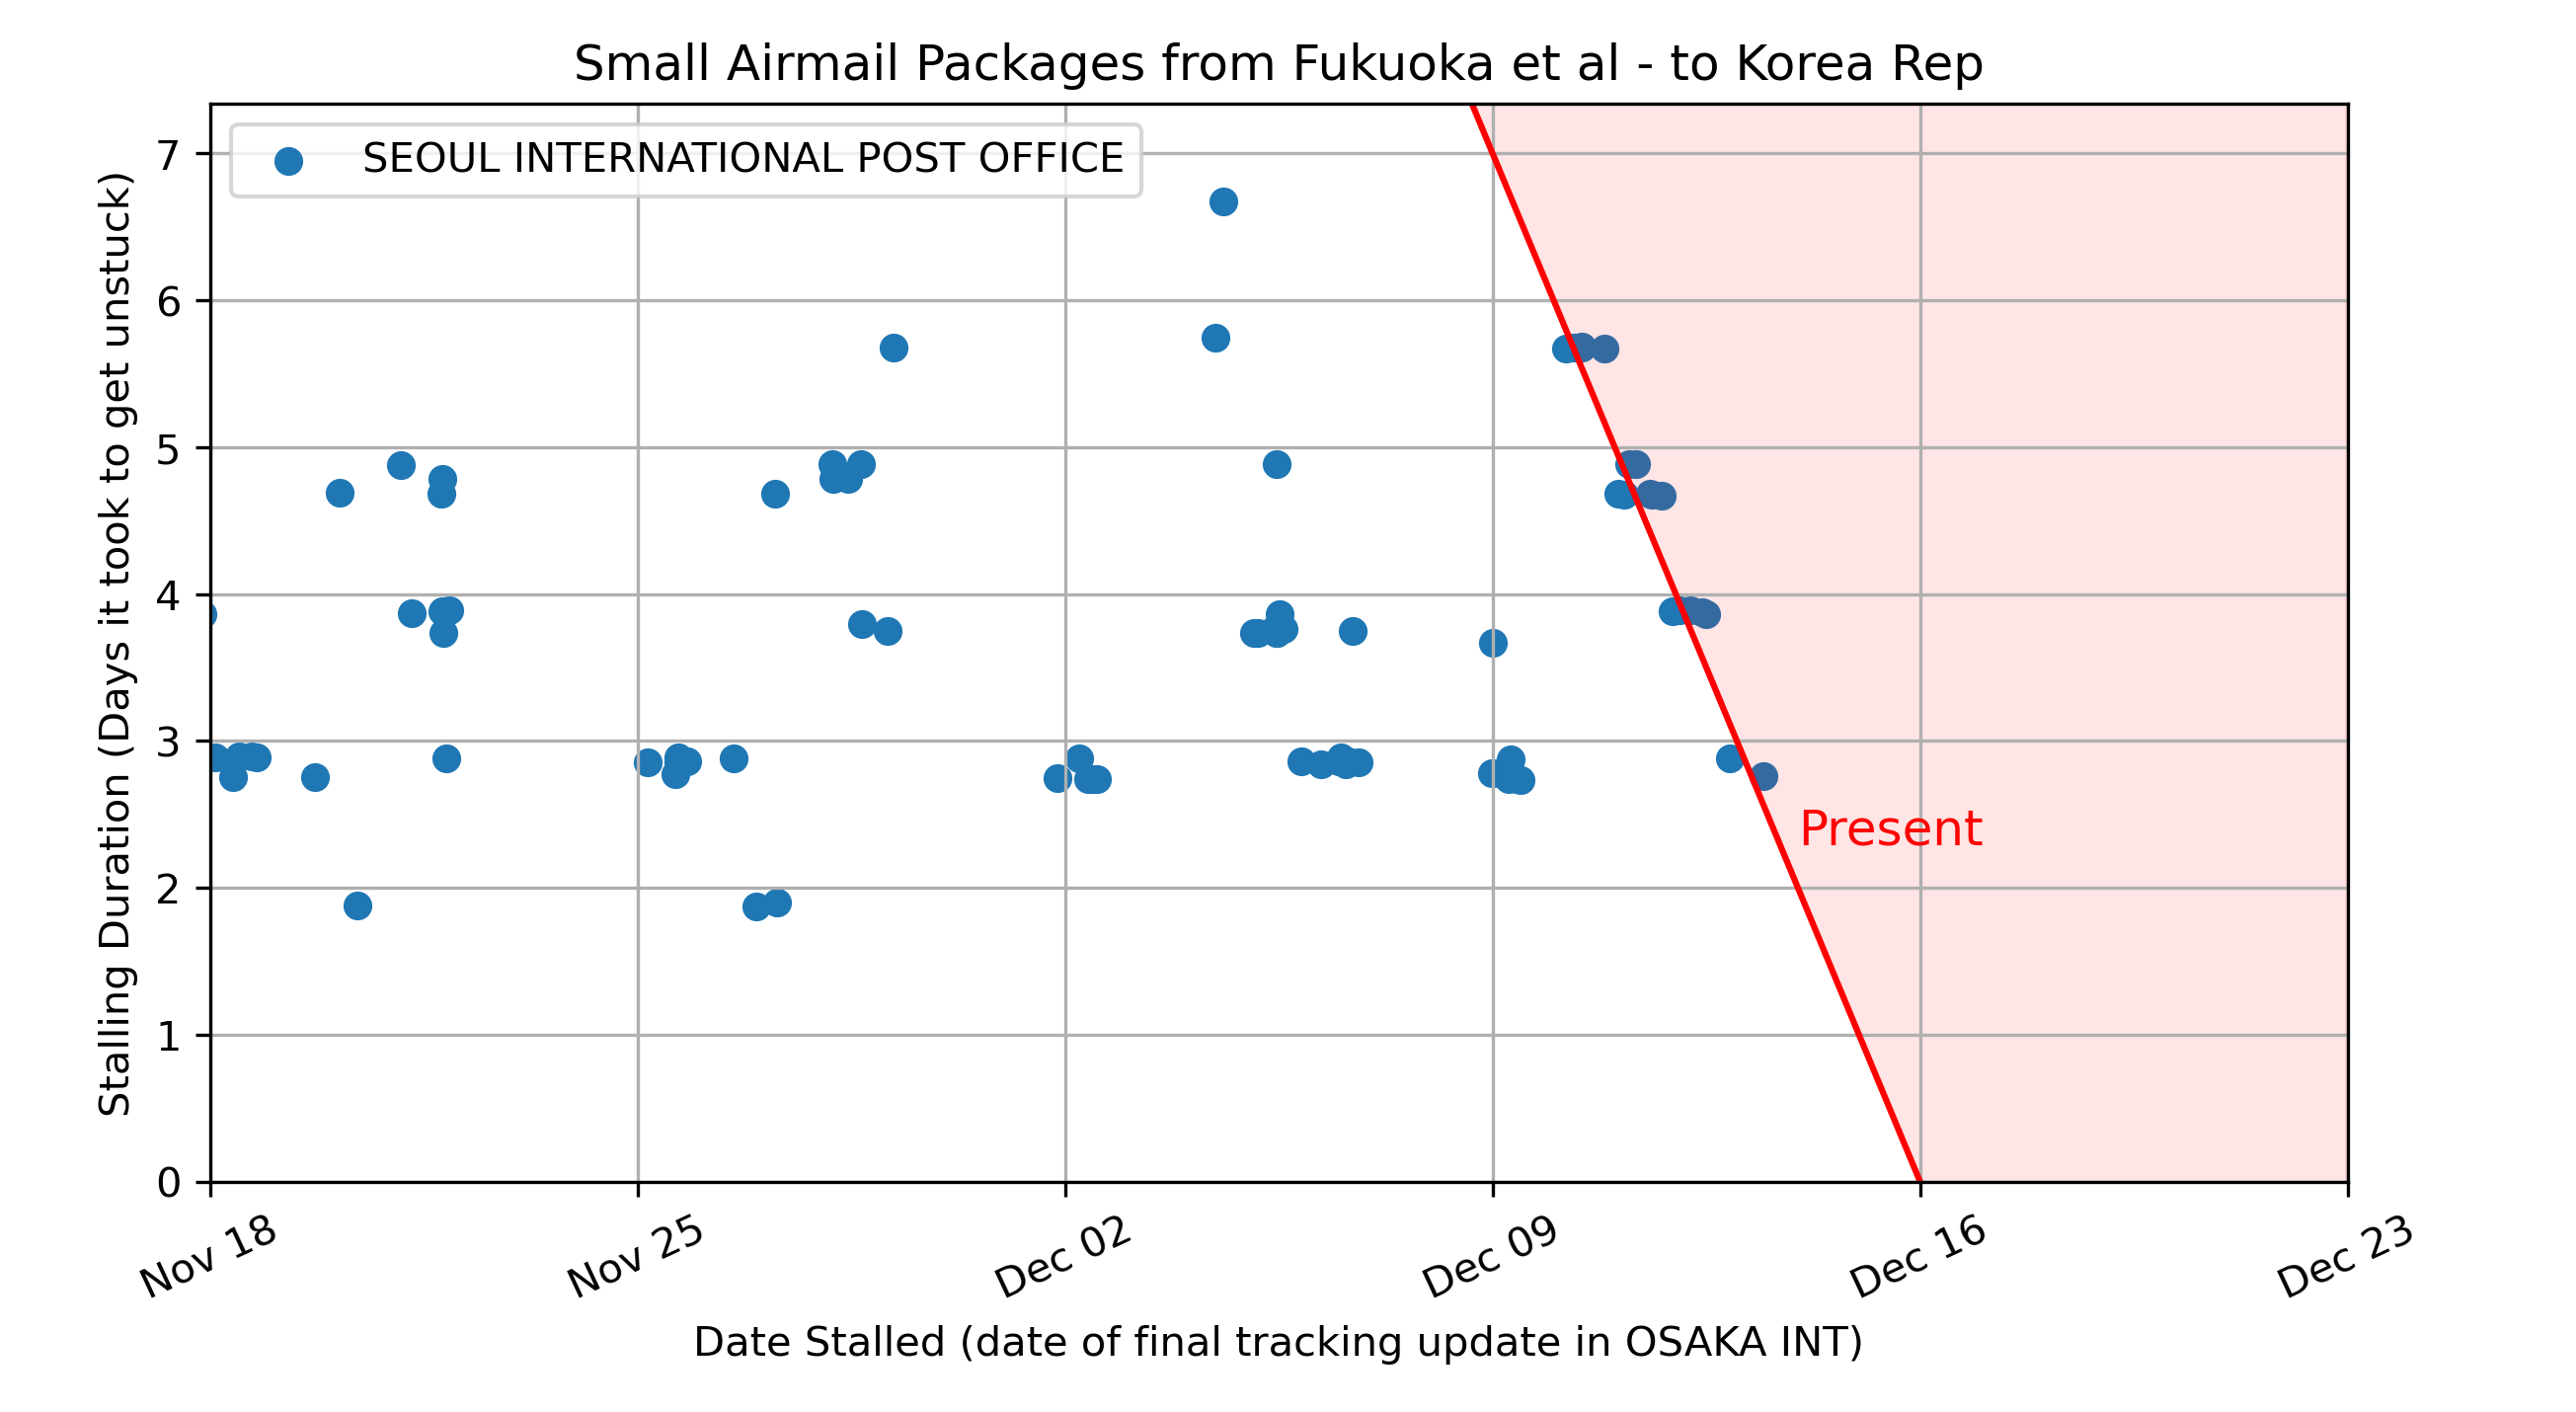 Small Airmail Packages from Fukuoka et al - to Korea Rep
SEOUL INTERNATIONAL POST OFFICE
Stalling Duration (Days it took to get unstuck)
7
6
5
4
3
2
1
0
Present
Nov 18
Nov 25
Dec 02
Dec 09
Dec 16
Dec 23
Date Stalled (date of final tracking update in OSAKA INT)